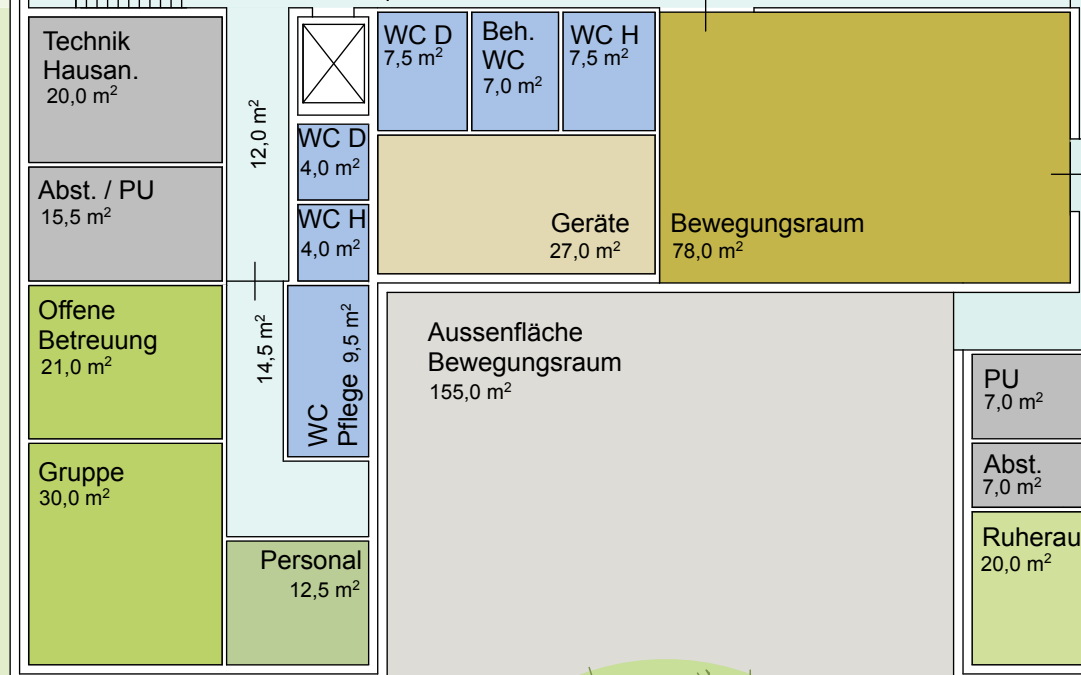 Technik
Hausan.
20,0 m²
12,0 m²
WC D
7,5 m²
Beh.
WC
7,0 m²
WC H
7,5 m²
WC D
4,0 m²
Abst. / PU
15,5 m²
WC H
4,0 m²
Geräte
27,0 m²
Bewegungsraum
78,0 m²
Offene
Betreuung
21,0 m²
14,5 m²
WC
Pflege 9,5 m²
Aussenfläche
Bewegungsraum
155,0 m²
PU
7,0 m²
Gruppe
30,0 m²
Abst.
7,0 m²
Personal
12,5 m²
Ruherau
20,0 m²